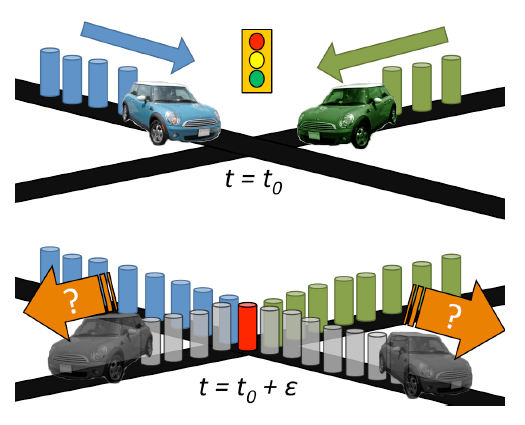 t = t0
? ?
t = t0 + ε